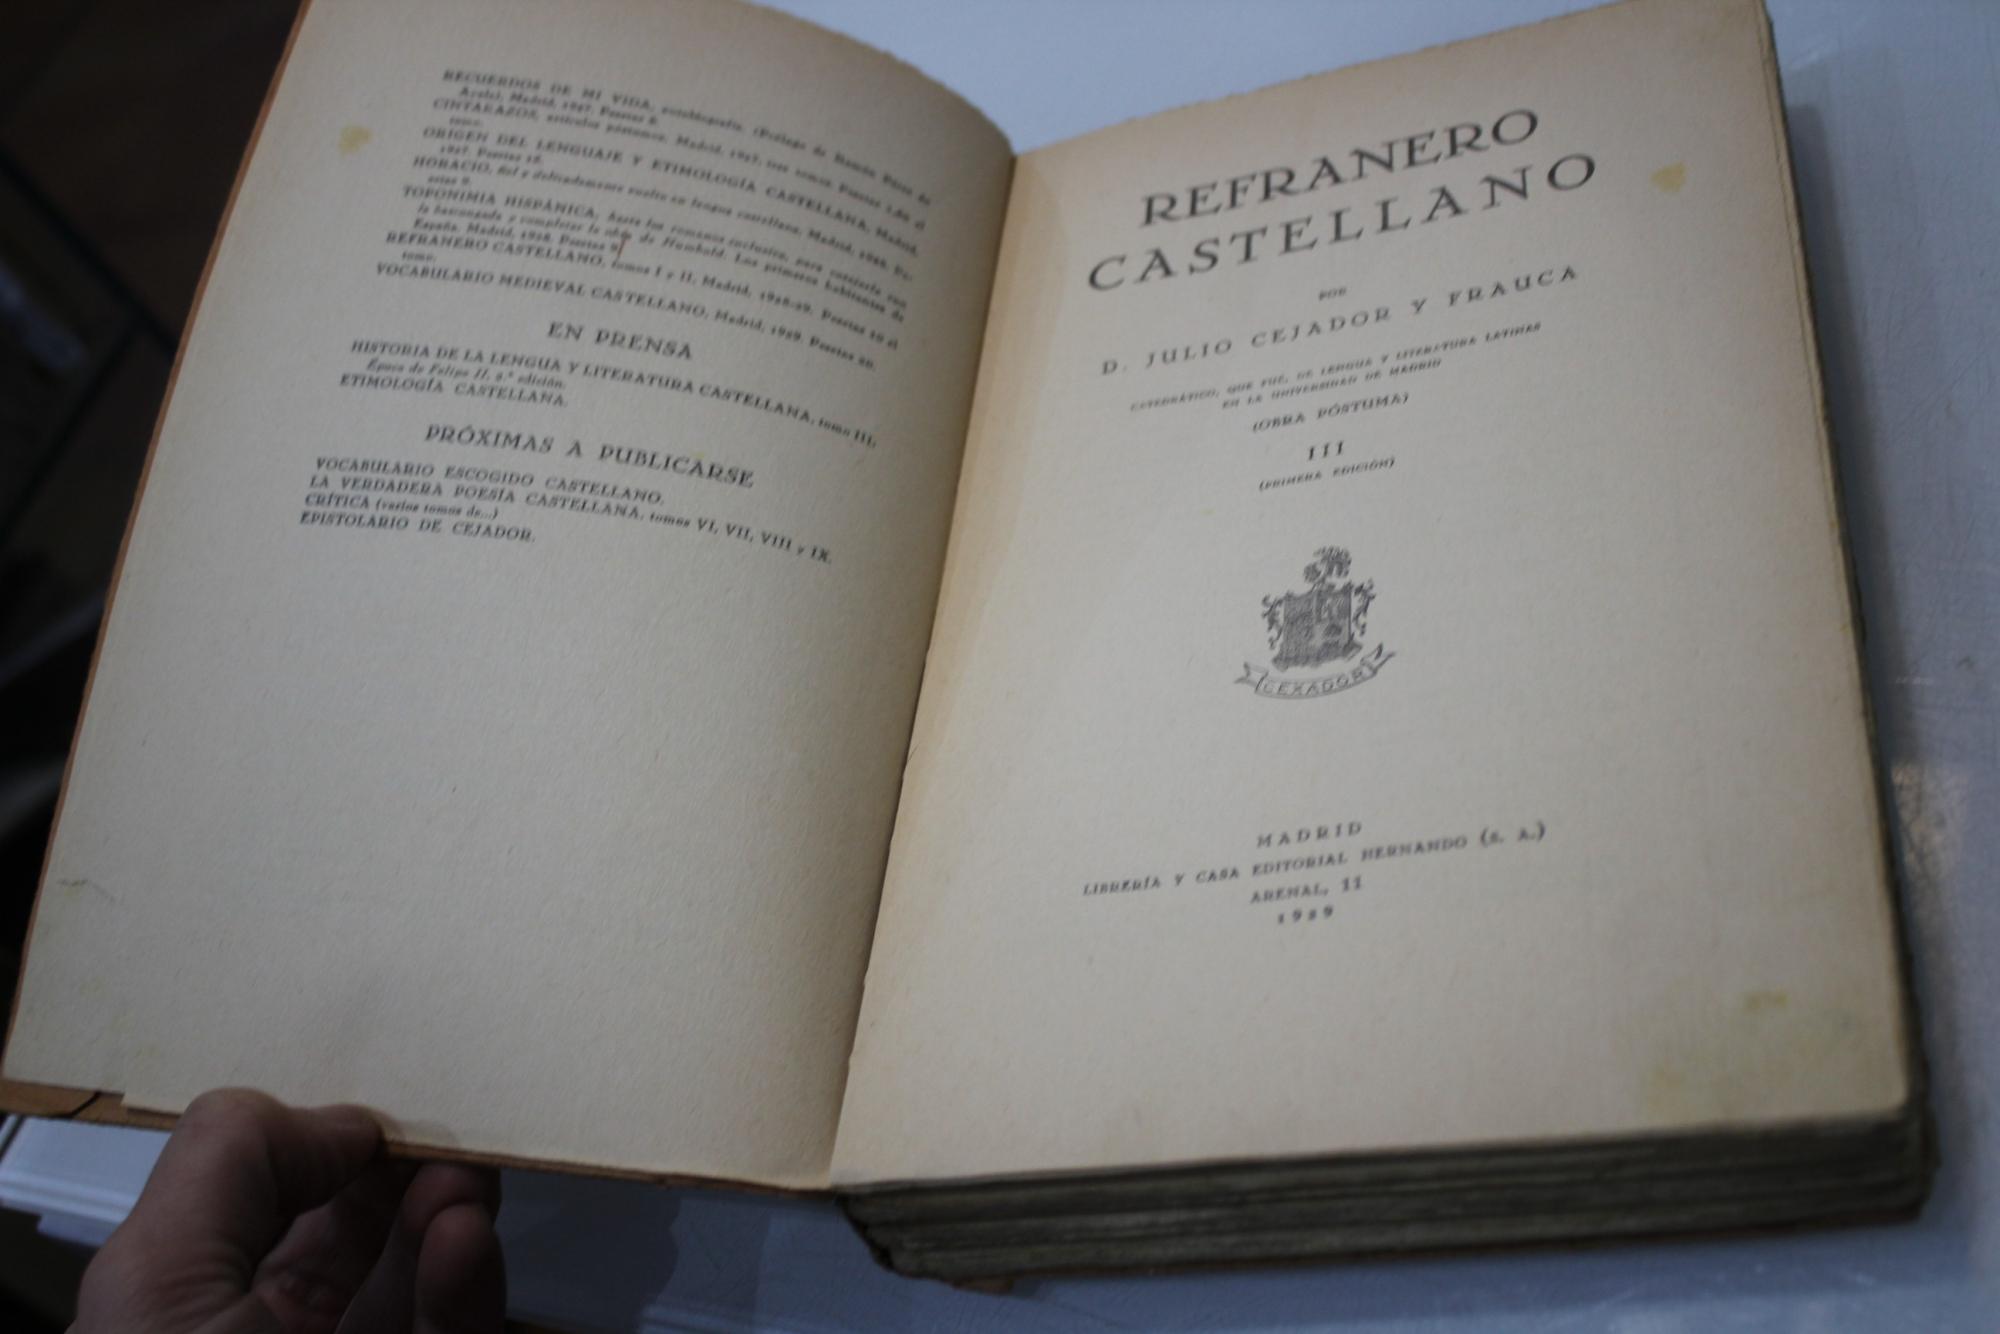 RECUERDOS DE MI VIDA, autobiografía. (Prólogo de Ramón Pérez de
Ayala). Madrid, 1927. Pesetas 5.
CINTARAZOS, artículos póstumos. Madrid, 1927, tres tomos. Pesetas 2,50 el
tomo.
ORIGEN DEL LENGUAJE Y ETIMOLOGÍA CASTELLANA, Madrid,
1927. Pesetas 15.
HORACIO, fiel y delicadamente vuelto en lengua castellana. Madrid, 1928. Pe-
setas 9.
TOPONIMIA HISPÁNICA, hasta los romanos inclusive, para cotejarla con
la bascongada y completar la obra de Humbold. Los primeros habitantes de
España. Madrid, 1928. Pesetas 9.
REFRANERO CASTELLANO, tomos I y II, Madrid, 1928-29. Pesetas 10 el
tomo.
VOCABULARIO MEDIEVAL CASTELLANO, Madrid, 1929. Pesetas 20.
EN PRENSA
HISTORIA DE LA LENGUA Y LITERATURA CASTELLANA, tomo III,
Época de Felipe II, 2.ª edición.
ETIMOLOGÍA CASTELLANA.
PRÓXIMAS A PUBLICARSE
VOCABULARIO ESCOGIDO CASTELLANO.
LA VERDADERA POESÍA CASTELLANA, tomos VI, VII, VIII y IX.
CRÍTICA (varios tomos de...)
EPISTOLARIO DE CEJADOR.
REFRANERO
CASTELLANO
POR
D. JULIO CEJADOR Y FRAUCA
CATEDRÁTICO, QUE FUÉ, DE LENGUA Y LITERATURA LATINAS
EN LA UNIVERSIDAD DE MADRID
(OBRA PÓSTUMA)
III
(PRIMERA EDICIÓN)
CEXADOR
MADRID
LIBRERÍA Y CASA EDITORIAL HERNANDO (S. A.)
ARENAL, 11
1929